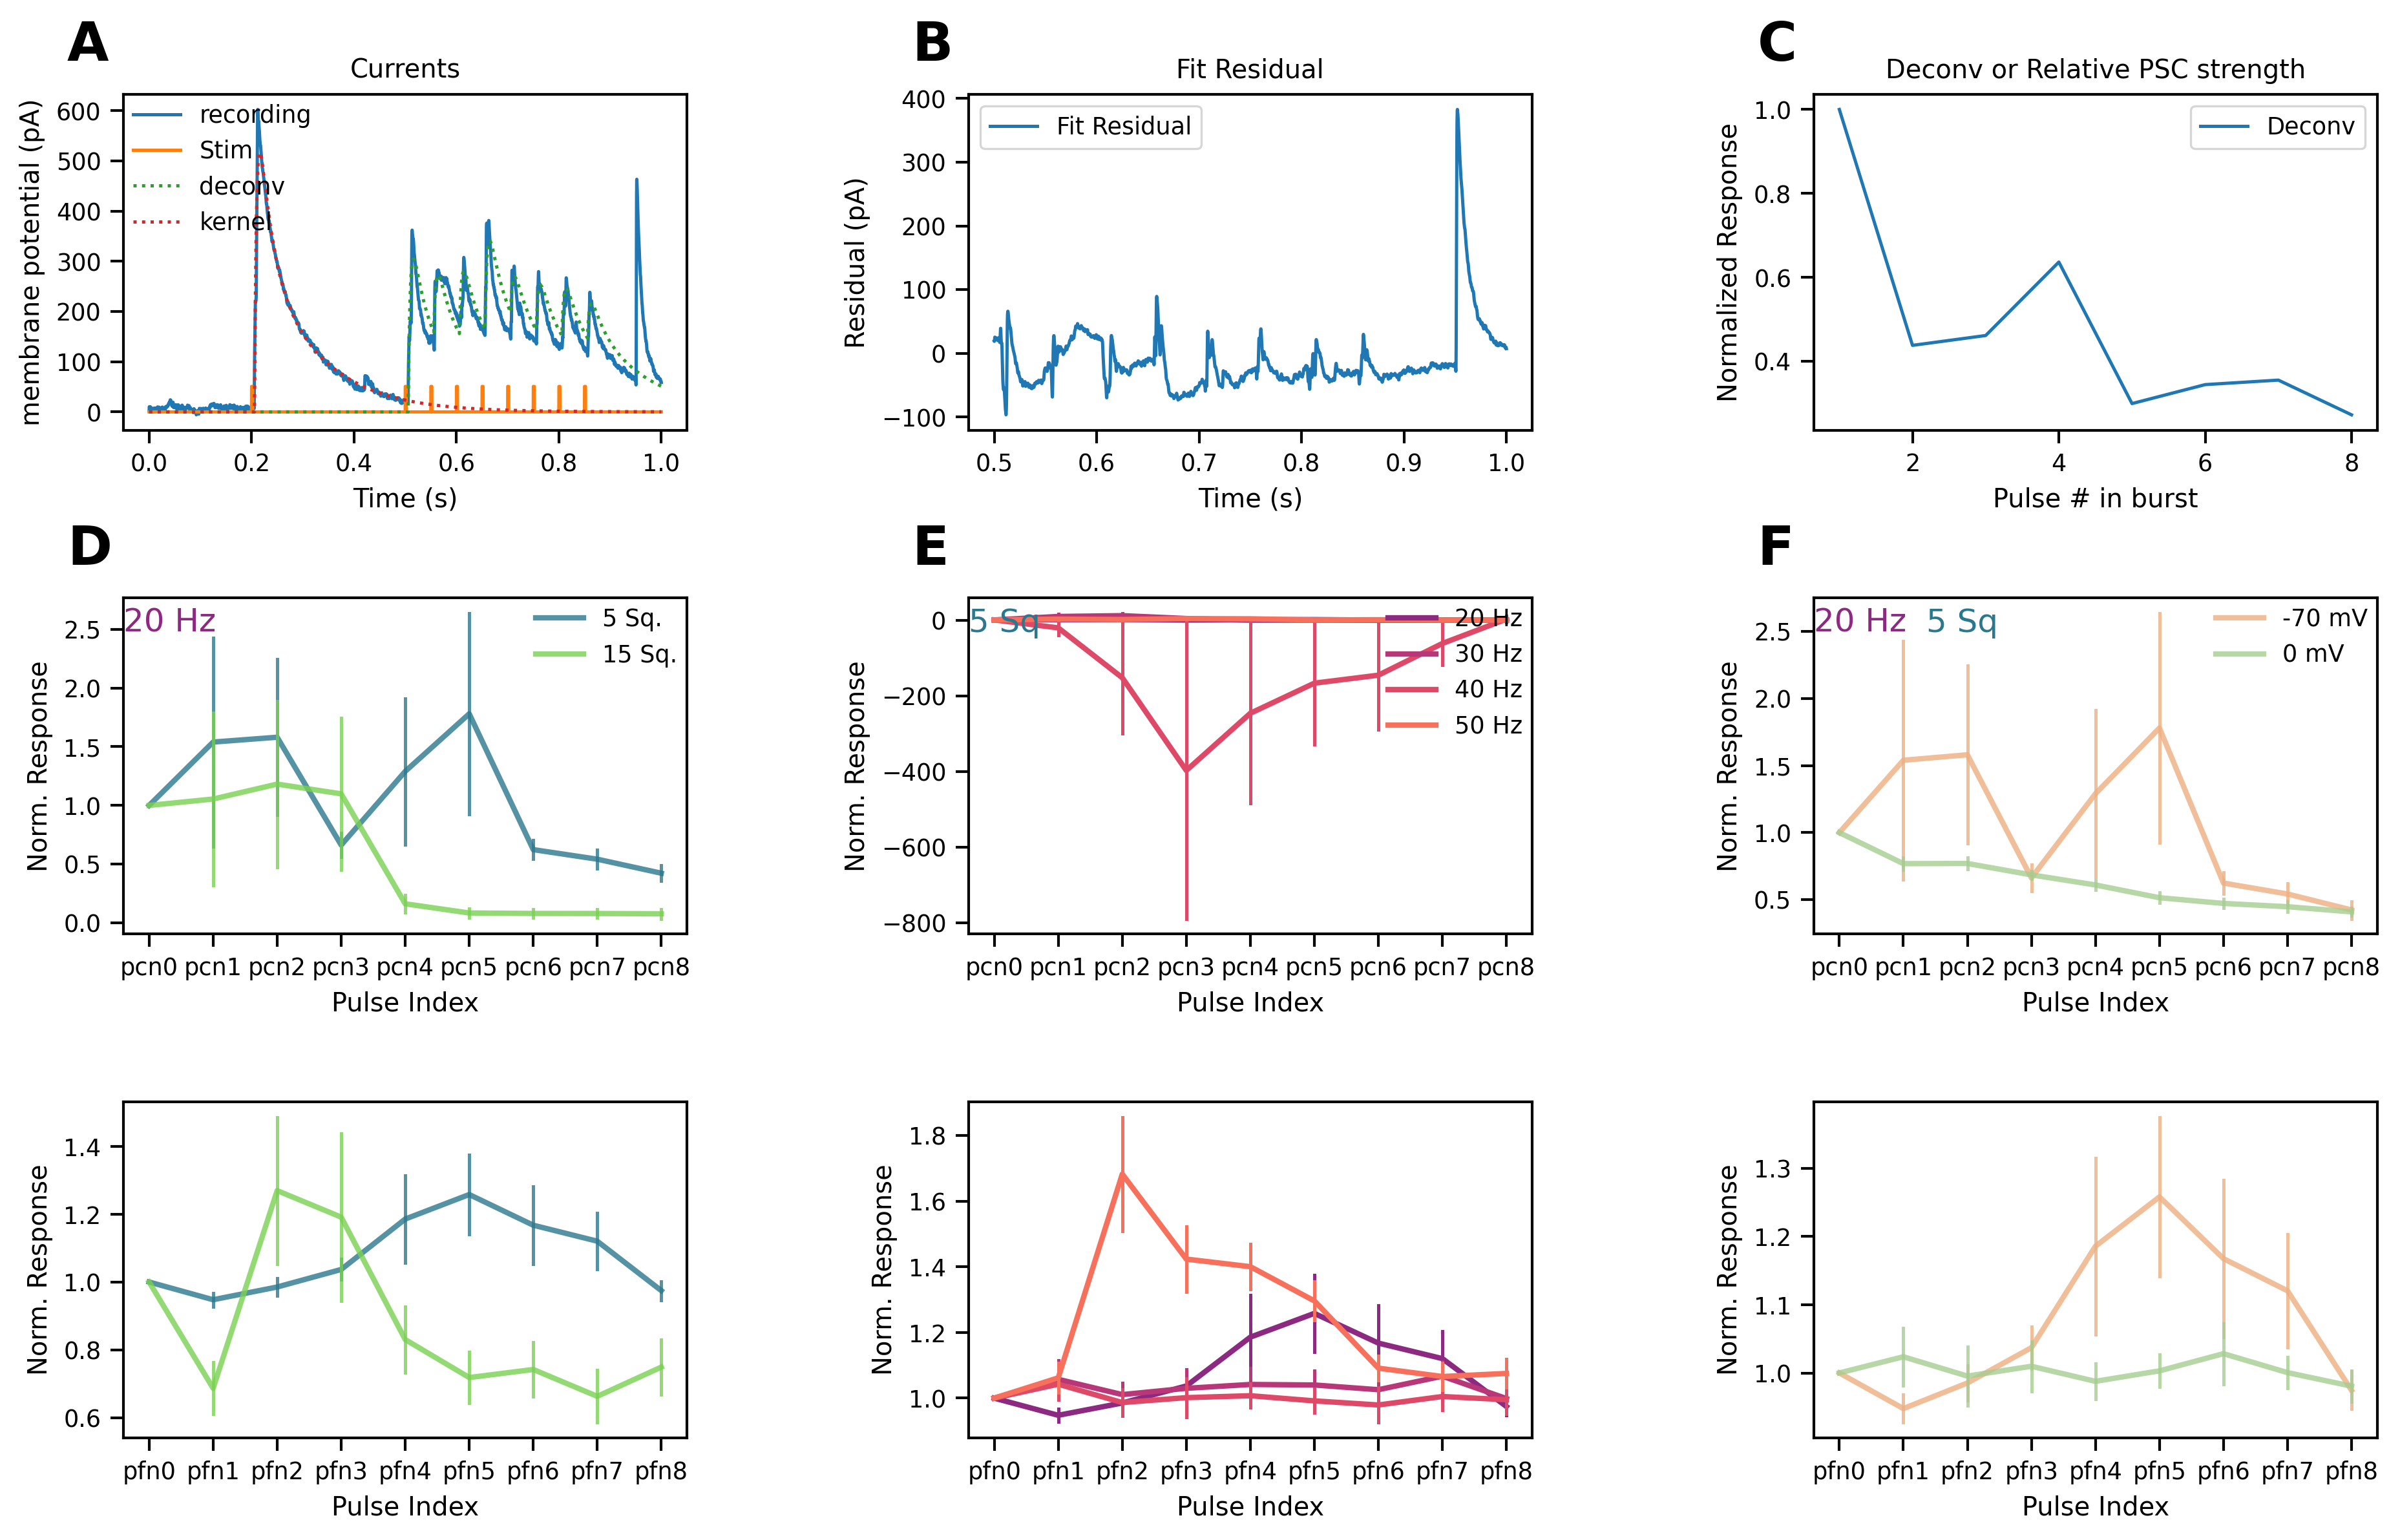 A
Currents
recording
Stim
deconv
kernel
membrane potential (pA)
600
500
400
300
200
100
0
0.0 0.2 0.4 0.6 0.8 1.0
Time (s)
B
Fit Residual
Fit Residual
Residual (pA)
400
300
200
100
0
−100
0.5 0.6 0.7 0.8 0.9 1.0
Time (s)
C
Deconv or Relative PSC strength
Deconv
Normalized Response
1.0
0.8
0.6
0.4
2 4 6 8
Pulse # in burst
D
20 Hz
5 Sq.
15 Sq.
Norm. Response
2.5
2.0
1.5
1.0
0.5
0.0
pcn0 pcn1 pcn2 pcn3 pcn4 pcn5 pcn6 pcn7 pcn8
Pulse Index
E
5 Sq
20 Hz
30 Hz
40 Hz
50 Hz
Norm. Response
0
−200
−400
−600
−800
pcn0 pcn1 pcn2 pcn3 pcn4 pcn5 pcn6 pcn7 pcn8
Pulse Index
F
20 Hz 5 Sq
-70 mV
0 mV
Norm. Response
2.5
2.0
1.5
1.0
0.5
pcn0 pcn1 pcn2 pcn3 pcn4 pcn5 pcn6 pcn7 pcn8
Pulse Index
Norm. Response
1.4
1.2
1.0
0.8
0.6
pfn0 pfn1 pfn2 pfn3 pfn4 pfn5 pfn6 pfn7 pfn8
Pulse Index
Norm. Response
1.8
1.6
1.4
1.2
1.0
pfn0 pfn1 pfn2 pfn3 pfn4 pfn5 pfn6 pfn7 pfn8
Pulse Index
Norm. Response
1.3
1.2
1.1
1.0
pfn0 pfn1 pfn2 pfn3 pfn4 pfn5 pfn6 pfn7 pfn8
Pulse Index